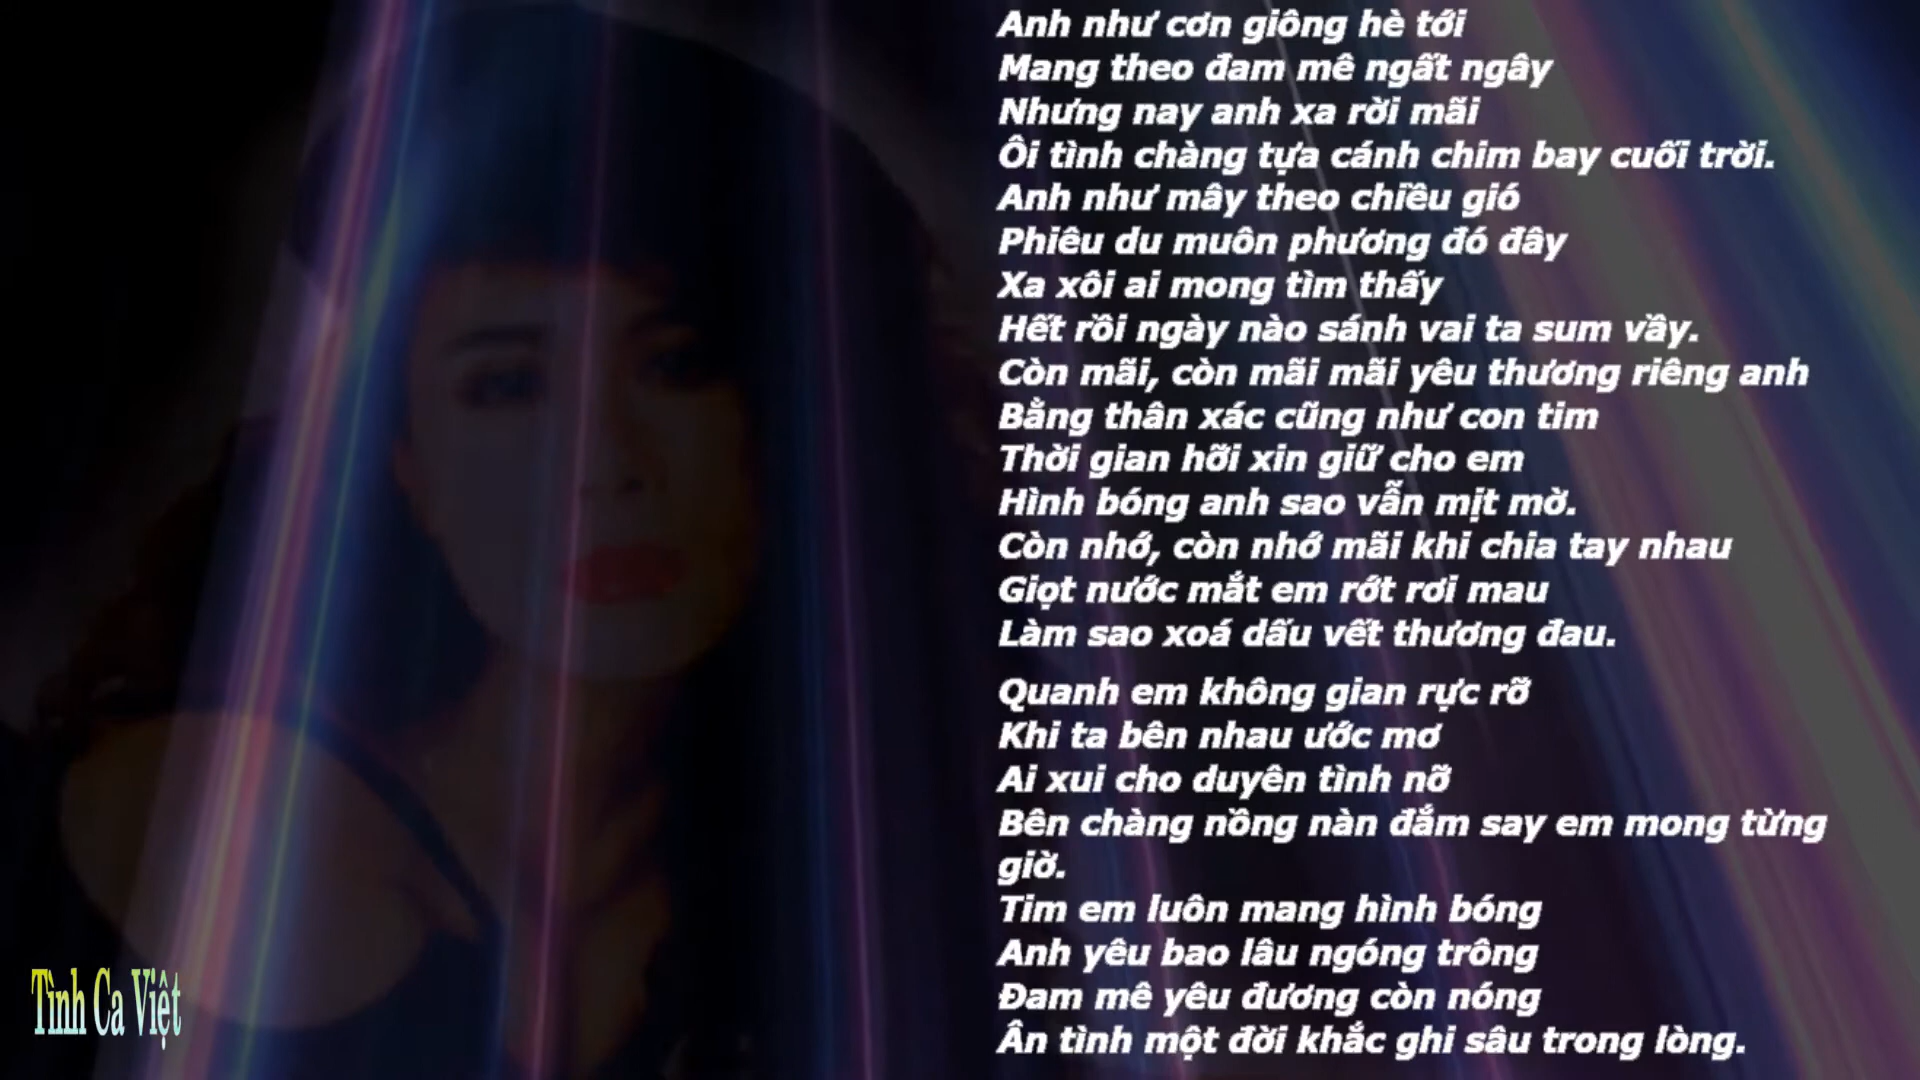 Anh như cơn giông hè tới
Mang theo đam mê ngất ngây
Nhưng nay anh xa rời mãi
Ôi tình chàng tựa cánh chim bay cuối trời.
Anh như mây theo chiều gió
Phiêu du muôn phương đó đây
Xa xôi ai mong tìm thấy
Hết rồi ngày nào sánh vai ta sum vầy.
Còn mãi, còn mãi mãi yêu thương riêng anh
Bằng thân xác cũng như con tim
Thời gian hỡi xin giữ cho em
Hình bóng anh sao vẫn mịt mờ.
Còn nhớ, còn nhớ mãi khi chia tay nhau
Giọt nước mắt em rớt rơi mau
Làm sao xoá dấu vết thương đau.
Quanh em không gian rực rỡ
Khi ta bên nhau ước mơ
Ai xui cho duyên tình nỡ
Bên chàng nồng nàn đắm say em mong từng
giờ.
Tim em luôn mang hình bóng
Anh yêu bao lâu ngóng trông
Đam mê yêu đương còn nóng
Ân tình một đời khắc ghi sâu trong lòng.
Tình Ca Việt